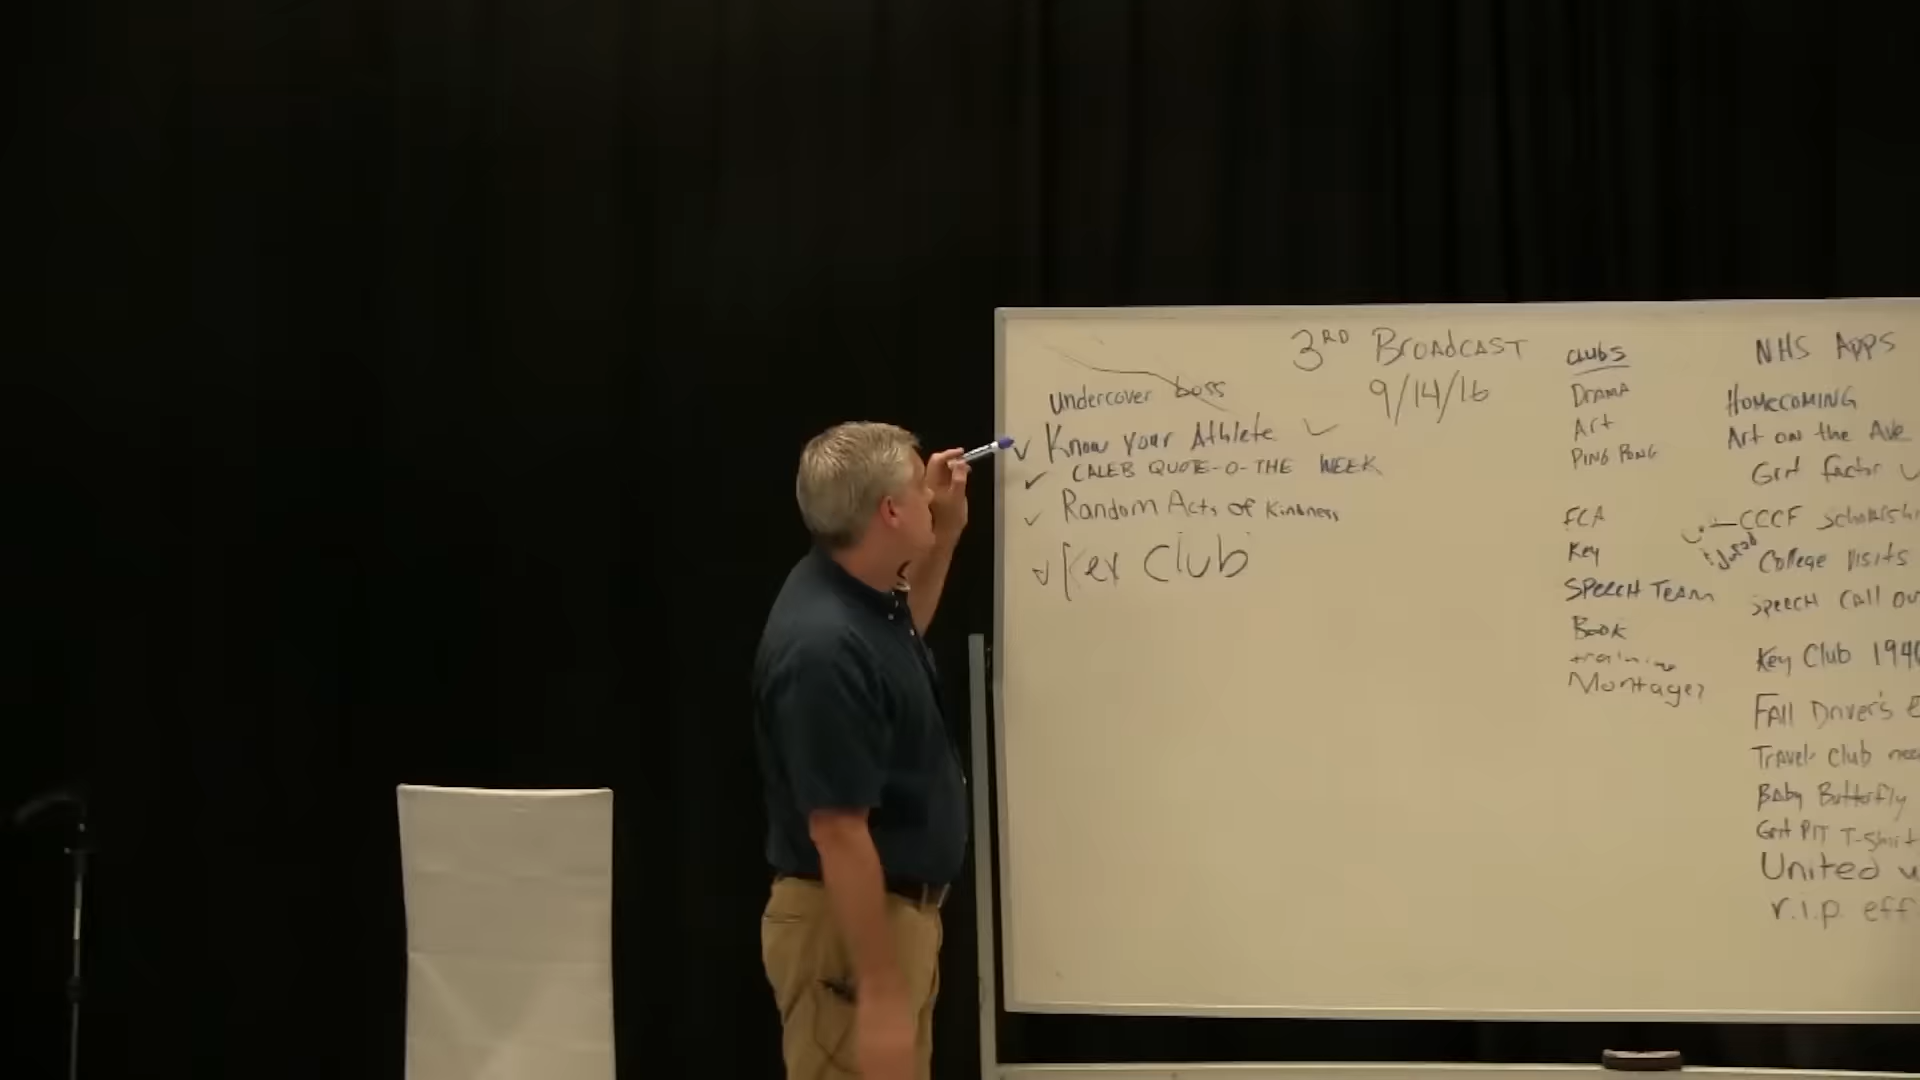 3RD BROADCAST
9/14/16
undercover boss
Know your Athlete
CALEB QUOTE-O-THE WEEK
Random Acts of Kindness
Key Club
CLUBS
DRAMA
Art
PING PONG
FCA
Key
SPEECH TEAM
Book
training
Montage?
NHS Apps
HOMECOMING
Art on the Ave
Grit factor
CCCF Scholarshi
Jarod
College Visits
SPEECH CALL OU
Key Club 194
FALL Driver's E
Travel Club nee
Baby Butterfly
Grit PIT T-Shirt
United w
r.i.p. eff